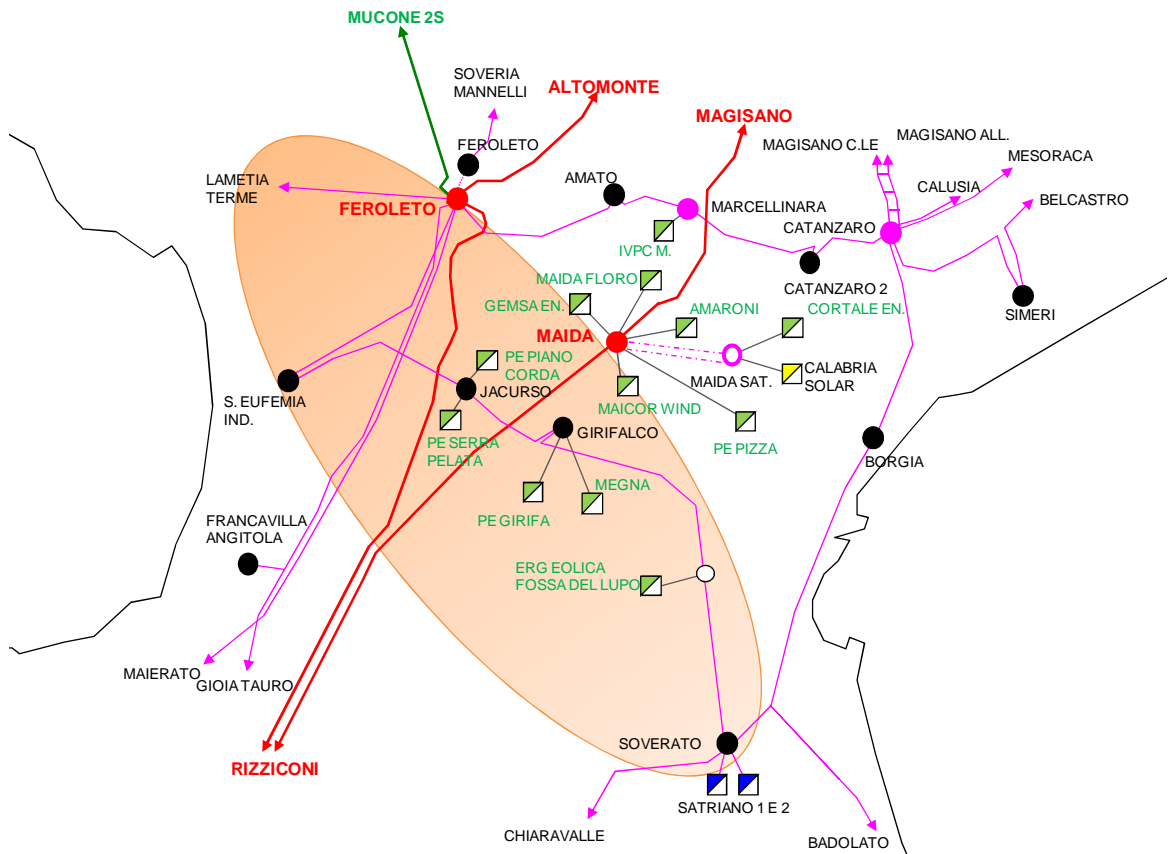 MUCONE 2S
SOVERIA
MANNELLI
ALTOMONTE
MAGISANO
MAGISANO C.LE
MAGISANO ALL.
MESORACA
FEROLETO
LAMETIA
TERME
FEROLETO
AMATO
MARCELLINARA
CALUSIA
BELCASTRO
CATANZARO
IVPC M.
CATANZARO 2
MAIDA FLORO
GEMSA EN.
AMARONI
CORTALE EN.
SIMERI
MAIDA
PE PIANO
CORDA
MAIDA SAT.
CALABRIA
SOLAR
S. EUFEMIA
IND.
JACURSO
MAICOR WIND
PE SERRA
PELATA
GIRIFALCO
PE PIZZA
BORGIA
MEGNA
PE GIRIFA
FRANCAVILLA
ANGITOLA
ERG EOLICA
FOSSA DEL LUPO
MAIERATO
GIOIA TAURO
RIZZICONI
SOVERATO
SATRIANO 1 E 2
CHIARAVALLE
BADOLATO